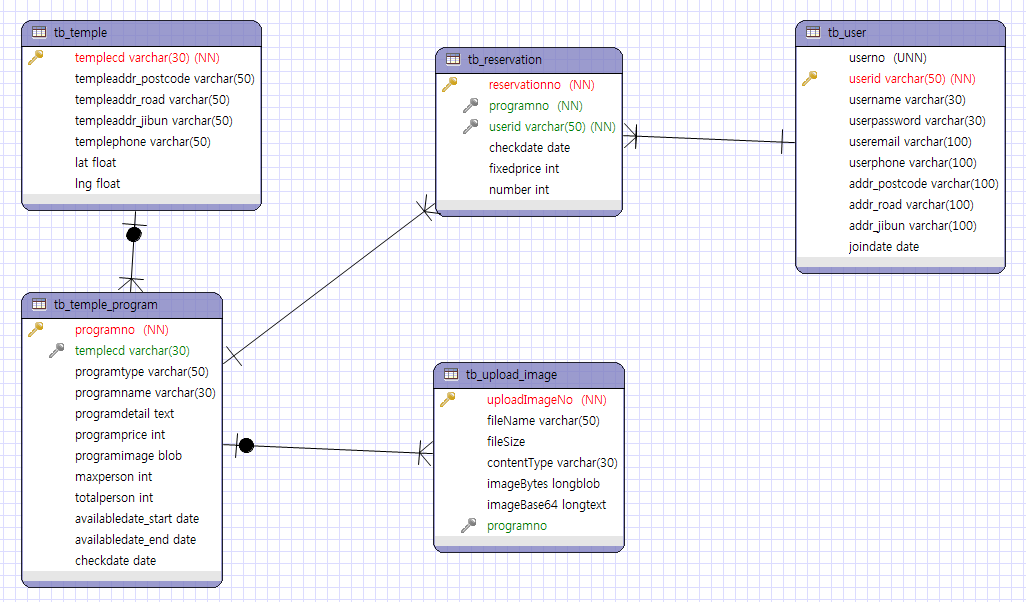 tb_temple
templecd varchar(30) (NN)
templeaddr_postcode varchar(50)
templeaddr_road varchar(50)
templeaddr_jibun varchar(50)
templephone varchar(50)
lat float
lng float
tb_reservation
reservationno (NN)
programno (NN)
userid varchar(50) (NN)
checkdate date
fixedprice int
number int
tb_user
userno (UNN)
userid varchar(50) (NN)
username varchar(30)
userpassword varchar(30)
useremail varchar(100)
userphone varchar(100)
addr_postcode varchar(100)
addr_road varchar(100)
addr_jibun varchar(100)
joindate date
tb_temple_program
programno (NN)
templecd varchar(30)
programtype varchar(50)
programname varchar(30)
programdetail text
programprice int
programimage blob
maxperson int
totalperson int
availabledate_start date
availabledate_end date
checkdate date
tb_upload_image
uploadImageNo (NN)
fileName varchar(50)
fileSize
contentType varchar(30)
imageBytes longblob
imageBase64 longtext
programno